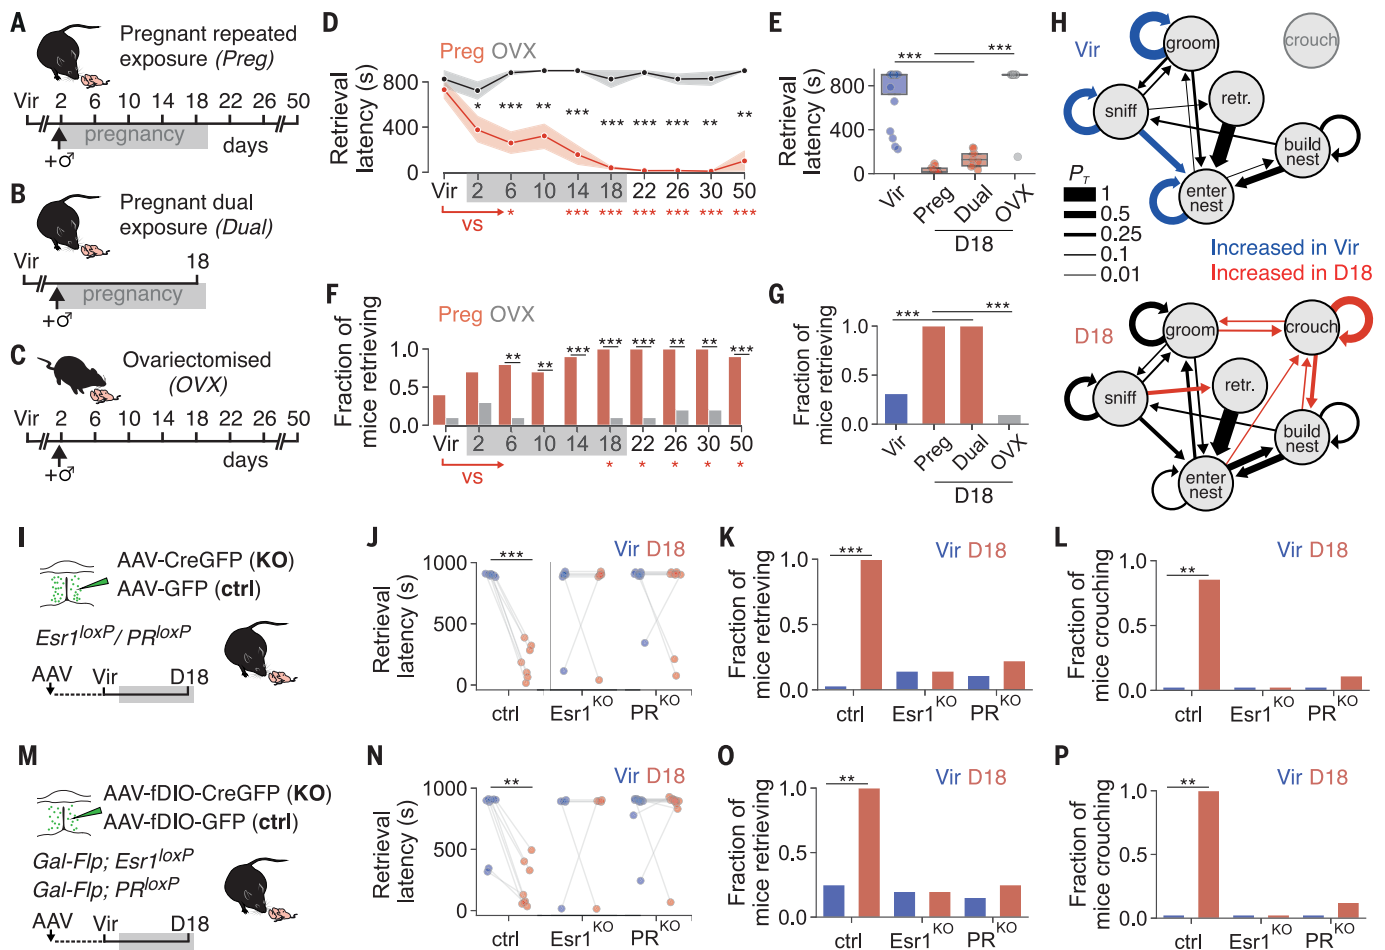 A
Pregnant repeated
exposure (Preg)
Vir 2 6 10 14 18 22 26 30 50
pregnancy
days
+♂
B
Pregnant dual
exposure (Dual)
Vir 18
pregnancy
+♂
C
Ovariectomised
(OVX)
Vir 2 6 10 14 18 22 26 30 50
days
+♂
D
Preg OVX
Retrieval
latency (s)
800
400
0
* *** ** *** *** *** *** ** **
Vir 2 6 10 14 18 22 26 30 50
vs * *** *** *** *** *** ***
E
*** ***
Retrieval
latency (s)
800
400
0
Vir Preg Dual OVX
D18
F
Preg OVX
Fraction of
mice retrieving
1.0
0.5
0.0
** ** *** *** *** ** ** ***
Vir 2 6 10 14 18 22 26 30 50
vs * * * * *
G
*** ***
Fraction of
mice retrieving
1.0
0.5
0.0
Vir Preg Dual OVX
D18
H
Vir
groom
crouch
sniff
retr.
build
nest
enter
nest
PT
1
0.5
0.25
0.1
0.01
Increased in Vir
Increased in D18
D18
groom
crouch
sniff
retr.
build
nest
enter
nest
I
AAV-CreGFP (KO)
AAV-GFP (ctrl)
Esr1loxP/ PRloxP
AAV Vir D18
J
Vir D18
***
Retrieval
latency (s)
1000
500
0
ctrl Esr1KO PRKO
K
Vir D18
***
Fraction of
mice retrieving
1.0
0.5
0.0
ctrl Esr1KO PRKO
L
Vir D18
**
Fraction of
mice crouching
1.0
0.5
0.0
ctrl Esr1KO PRKO
M
AAV-fDIO-CreGFP (KO)
AAV-fDIO-GFP (ctrl)
Gal-Flp; Esr1loxP
Gal-Flp; PRloxP
AAV Vir D18
N
Vir D18
**
Retrieval
latency (s)
1000
500
0
ctrl Esr1KO PRKO
O
Vir D18
**
Fraction of
mice retrieving
1.0
0.5
0.0
ctrl Esr1KO PRKO
P
Vir D18
**
Fraction of
mice crouching
1.0
0.5
0.0
ctrl Esr1KO PRKO